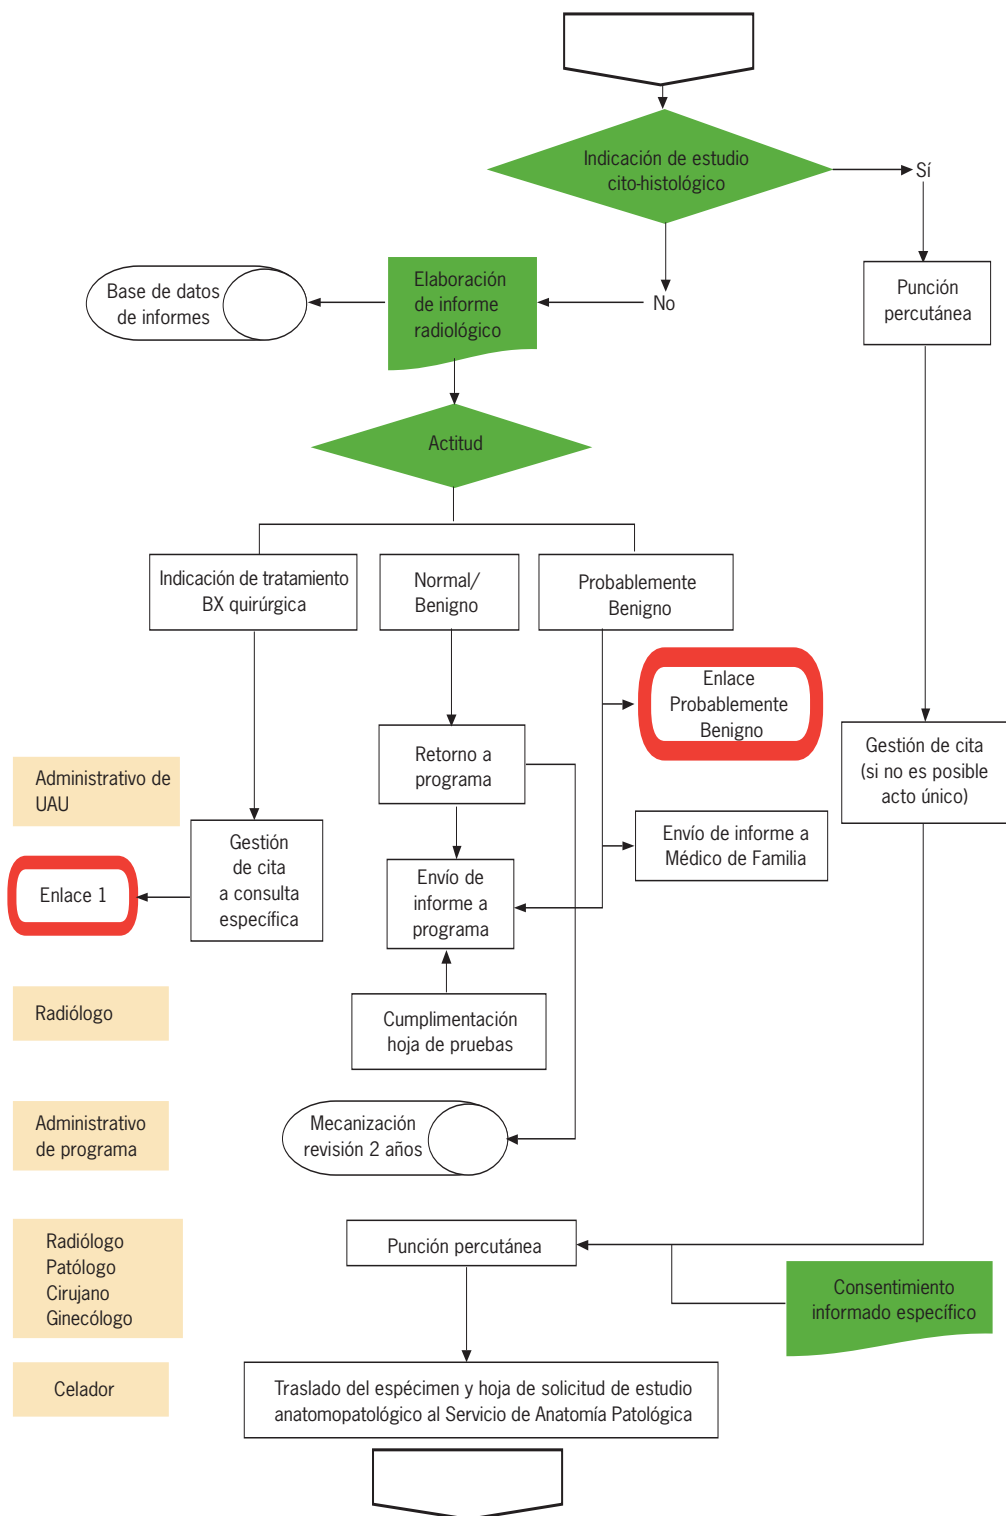 Indicación de estudio
cito-histológico
Sí
No
Elaboración
de informe
radiológico
Base de datos
de informes
Punción
percutánea
Actitud
Indicación de tratamiento
BX quirúrgica
Normal/
Benigno
Probablemente
Benigno
Enlace
Probablemente
Benigno
Retorno a
programa
Gestión de cita
(si no es posible
acto único)
Administrativo de
UAU
Gestión
de cita
a consulta
específica
Envío de informe a
Médico de Familia
Enlace 1
Envío de
informe a
programa
Radiólogo
Cumplimentación
hoja de pruebas
Administrativo
de programa
Mecanización
revisión 2 años
Radiólogo
Patólogo
Cirujano
Ginecólogo
Punción percutánea
Consentimiento
informado específico
Celador
Traslado del espécimen y hoja de solicitud de estudio
anatomopatológico al Servicio de Anatomía Patológica